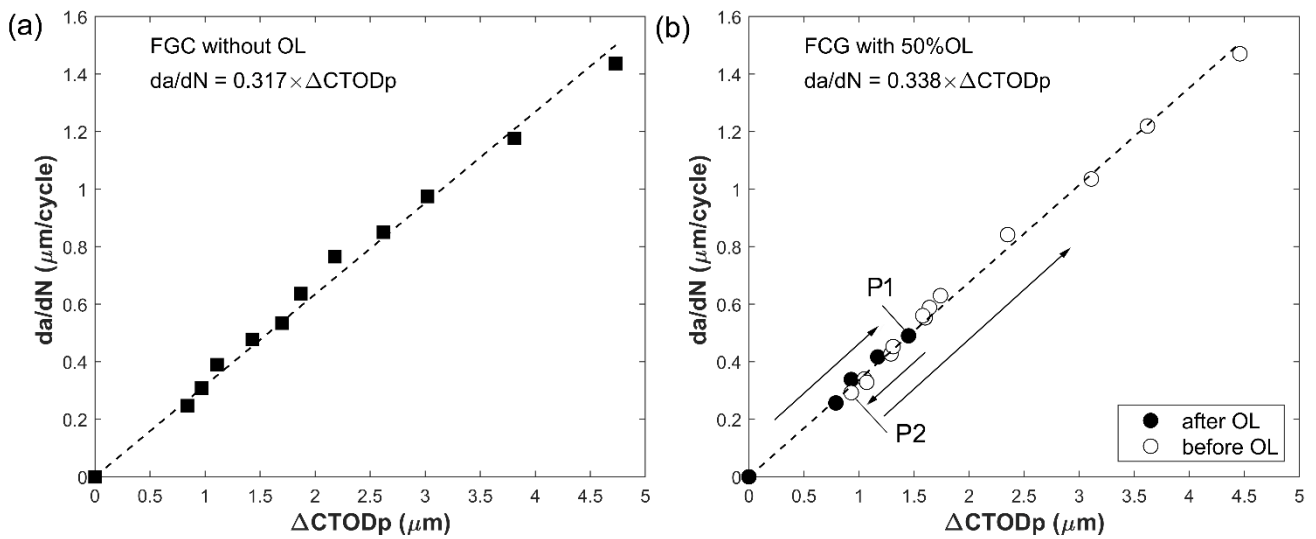 (a)
FGC without OL
da/dN = 0.317×ΔCTODp
1.6
1.4
1.2
1
0.8
0.6
0.4
0.2
0
da/dN (μm/cycle)
0 0.5 1 1.5 2 2.5 3 3.5 4 4.5 5
ΔCTODp (μm)
(b)
FCG with 50%OL
da/dN = 0.338×ΔCTODp
1.6
1.4
1.2
1
0.8
0.6
0.4
0.2
0
da/dN (μm/cycle)
P1
P2
after OL
before OL
0 0.5 1 1.5 2 2.5 3 3.5 4 4.5 5
ΔCTODp (μm)